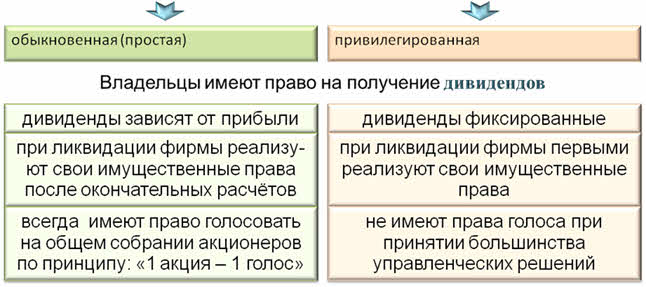 обыкновенная (простая)
привилегированная
Владельцы имеют право на получение дивидендов
дивиденды зависят от прибыли
при ликвидации фирмы реализу-
ют свои имущественные права
после окончательных расчётов
всегда имеют право голосовать
на общем собрании акционеров
по принципу: «1 акция – 1 голос»
дивиденды фиксированные
при ликвидации фирмы первыми
реализуют свои имущественные
права
не имеют права голоса при
принятии большинства
управленческих решений